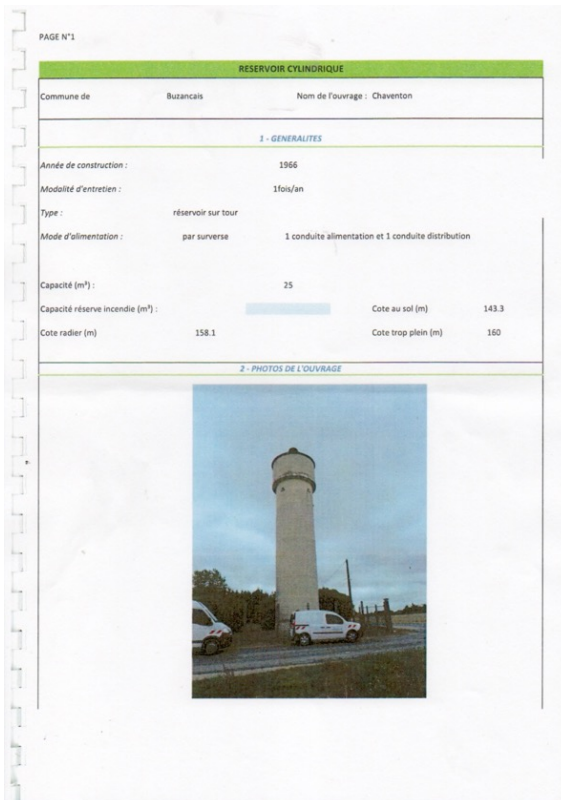 PAGE N°1
RESERVOIR CYLINDRIQUE
Commune de Buzancais Nom de l'ouvrage : Chaventon
1 - GENERALITES
Année de construction : 1966
Modalité d'entretien : 1fois/an
Type : réservoir sur tour
Mode d'alimentation : par surverse 1 conduite alimentation et 1 conduite distribution
Capacité (m³) : 25
Capacité réserve incendie (m³) : Cote au sol (m) 143.3
Cote radier (m) 158.1 Cote trop plein (m) 160
2 - PHOTOS DE L'OUVRAGE